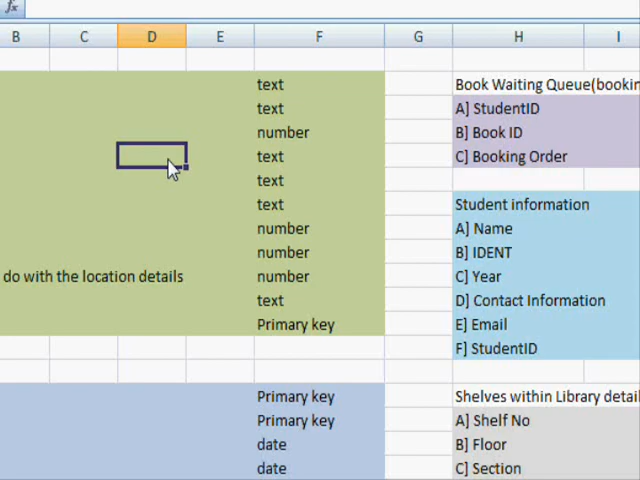 fx
B C D E F G H I
text Book Waiting Queue(bookin
text A] StudentID
number B] Book ID
text C] Booking Order
text
text Student information
number A] Name
number B] IDENT
do with the location details number C] Year
text D] Contact Information
Primary key E] Email
F] StudentID
Primary key Shelves within Library detail
Primary key A] Shelf No
date B] Floor
date C] Section